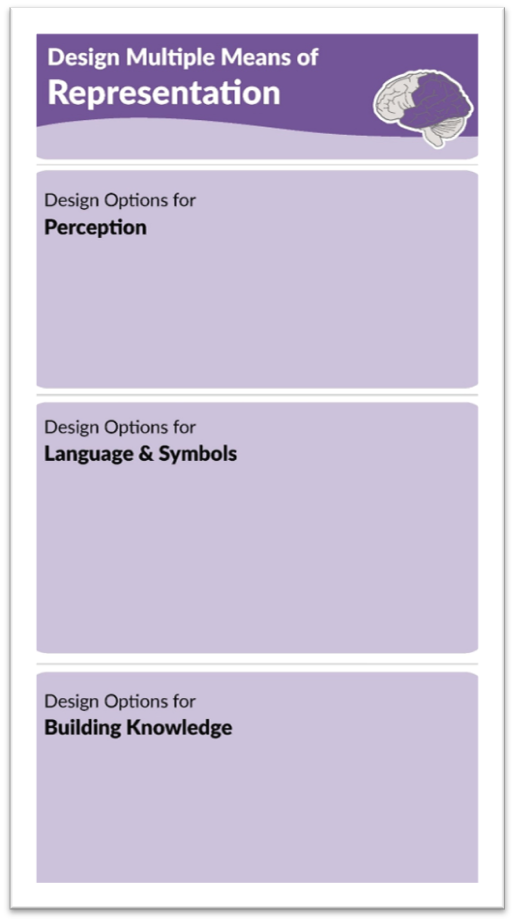 Design Multiple Means of
Representation
Design Options for
Perception
Design Options for
Language & Symbols
Design Options for
Building Knowledge